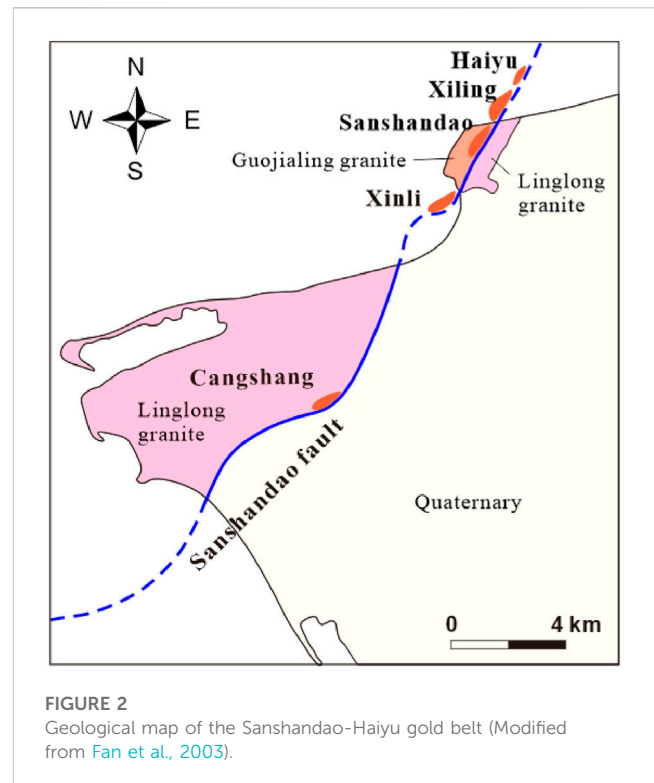 N
W E
S
Haiyu
Xiling
Sanshandao
Guojialing granite
Linglong
granite
Xinli
Cangshang
Linglong
granite
Sanshandao fault
Quaternary
0 4 km
FIGURE 2
Geological map of the Sanshandao-Haiyu gold belt (Modified
from Fan et al., 2003).